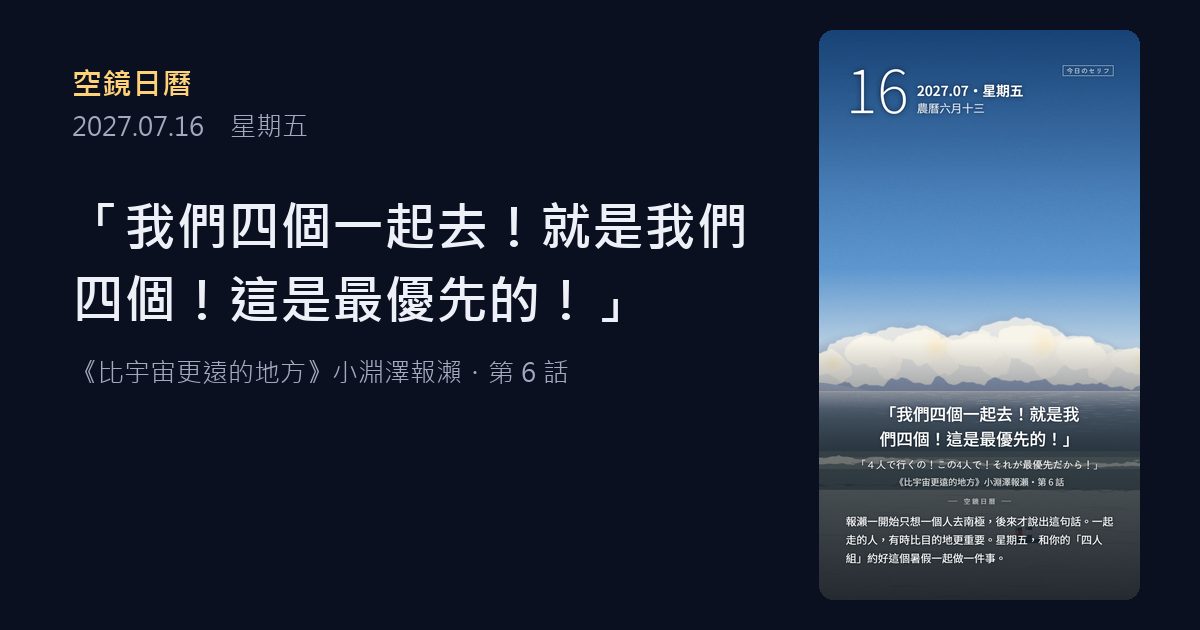 空鏡日曆
2027.07.16 星期五
「我們四個一起去！就是我們
四個！這是最優先的！」
《比宇宙更遠的地方》小淵澤報瀨．第 6 話
今日のセリフ
16
2027.07・星期五
農曆六月十三
「我們四個一起去！就是我
們四個！這是最優先的！」
「４人で行くの！この4人で！それが最優先だから！」
《比宇宙更遠的地方》小淵澤報瀨・第 6 話
— 空鏡日曆 —
報瀨一開始只想一個人去南極，後來才說出這句話。一起
走的人，有時比目的地更重要。星期五，和你的「四人
組」約好這個暑假一起做一件事。